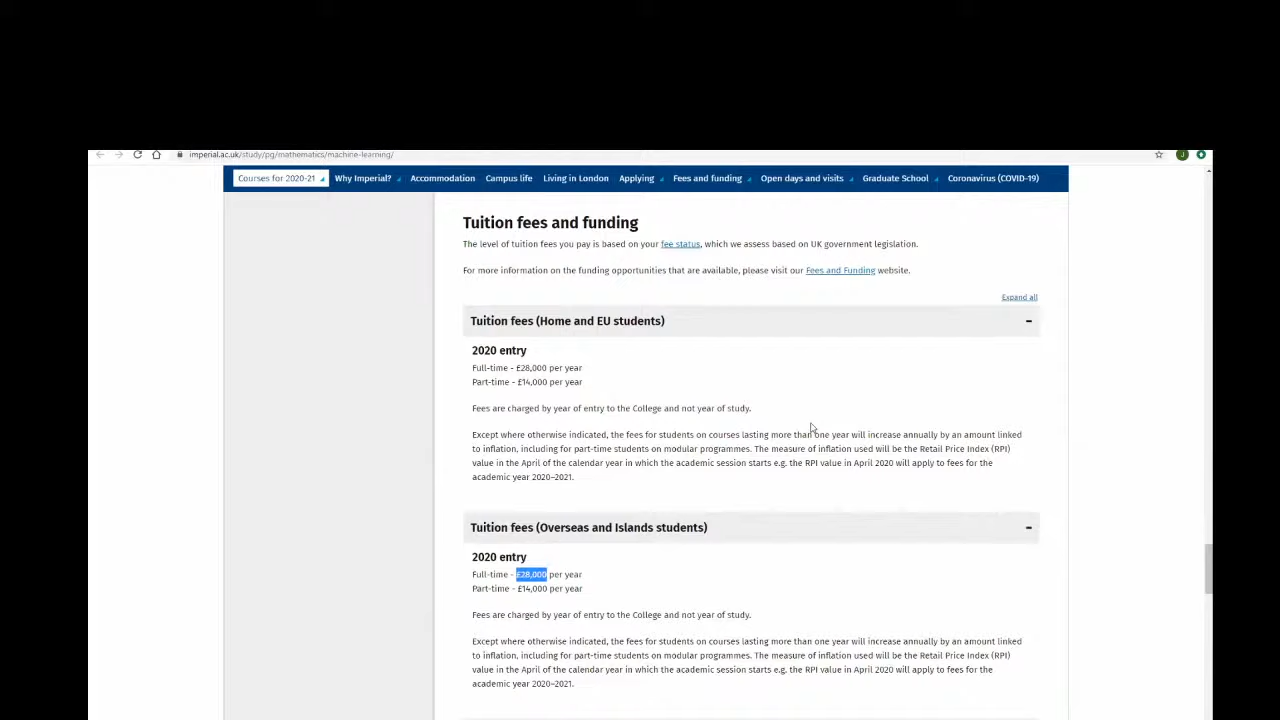 imperial.ac.uk/study/pg/mathematics/machine-learning/
J
Courses for 2020-21 Why Imperial? Accommodation Campus life Living in London Applying Fees and funding Open days and visits Graduate School Coronavirus (COVID-19)
Tuition fees and funding
The level of tuition fees you pay is based on your fee status, which we assess based on UK government legislation.
For more information on the funding opportunities that are available, please visit our Fees and Funding website.
Expand all
Tuition fees (Home and EU students) -
2020 entry
Full-time - £28,000 per year
Part-time - £14,000 per year
Fees are charged by year of entry to the College and not year of study.
Except where otherwise indicated, the fees for students on courses lasting more than one year will increase annually by an amount linked
to inflation, including for part-time students on modular programmes. The measure of inflation used will be the Retail Price Index (RPI)
value in the April of the calendar year in which the academic session starts e.g. the RPI value in April 2020 will apply to fees for the
academic year 2020–2021.
Tuition fees (Overseas and Islands students) -
2020 entry
Full-time - £28,000 per year
Part-time - £14,000 per year
Fees are charged by year of entry to the College and not year of study.
Except where otherwise indicated, the fees for students on courses lasting more than one year will increase annually by an amount linked
to inflation, including for part-time students on modular programmes. The measure of inflation used will be the Retail Price Index (RPI)
value in the April of the calendar year in which the academic session starts e.g. the RPI value in April 2020 will apply to fees for the
academic year 2020–2021.